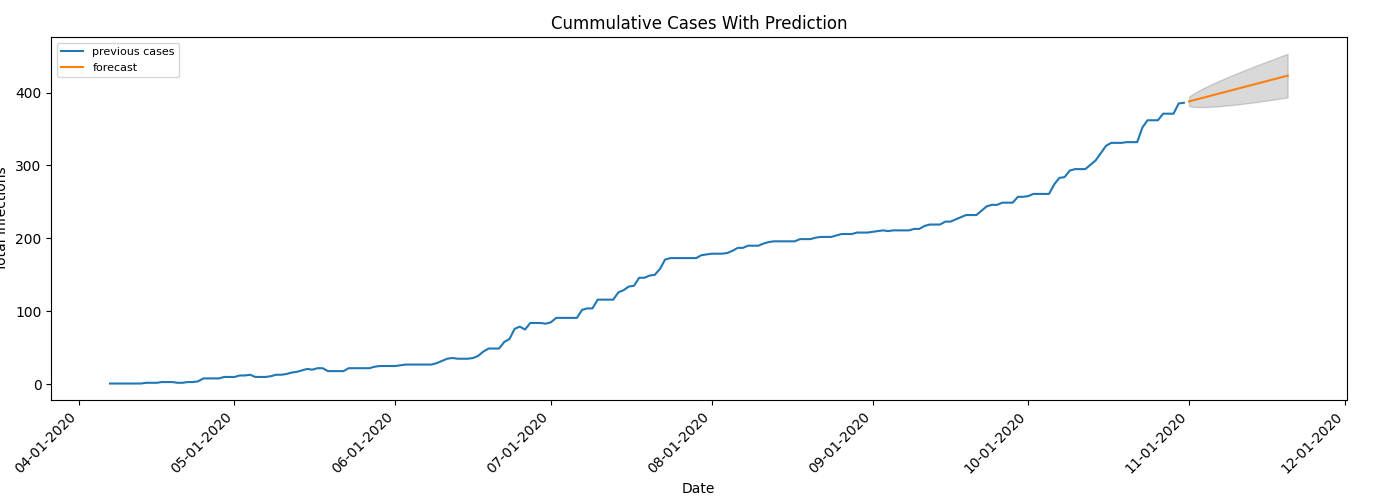 Cummulative Cases With Prediction
previous cases
forecast
400
300
200
100
0
Total Infections
04-01-2020
05-01-2020
06-01-2020
07-01-2020
08-01-2020
09-01-2020
10-01-2020
11-01-2020
12-01-2020
Date